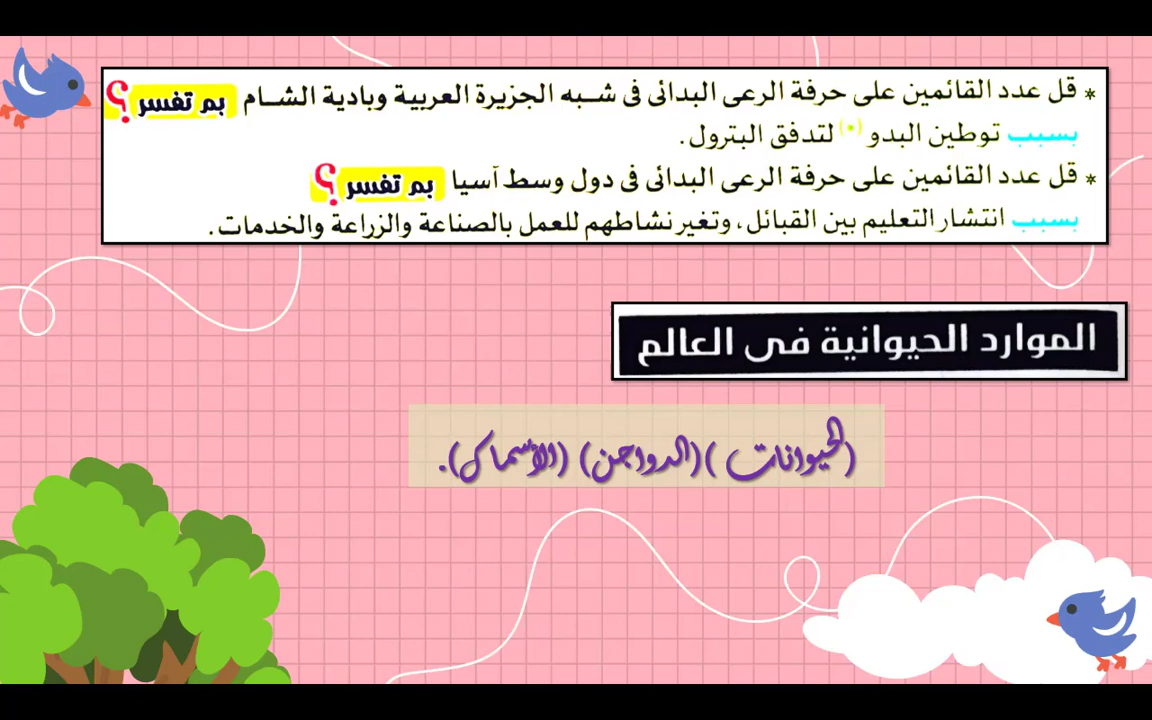 * قل عدد القائمين على حرفة الرعى البدائى فى شبه الجزيرة العربية وبادية الشام بم تفسر ؟
بسبب توطين البدو (*) لتدفق البترول.
* قل عدد القائمين على حرفة الرعى البدائى فى دول وسط آسيا بم تفسر ؟
بسبب انتشار التعليم بين القبائل، وتغير نشاطهم للعمل بالصناعة والزراعة والخدمات.
الموارد الحيوانية فى العالم
(الحيوانات )(الدواجن) (الأسماك).